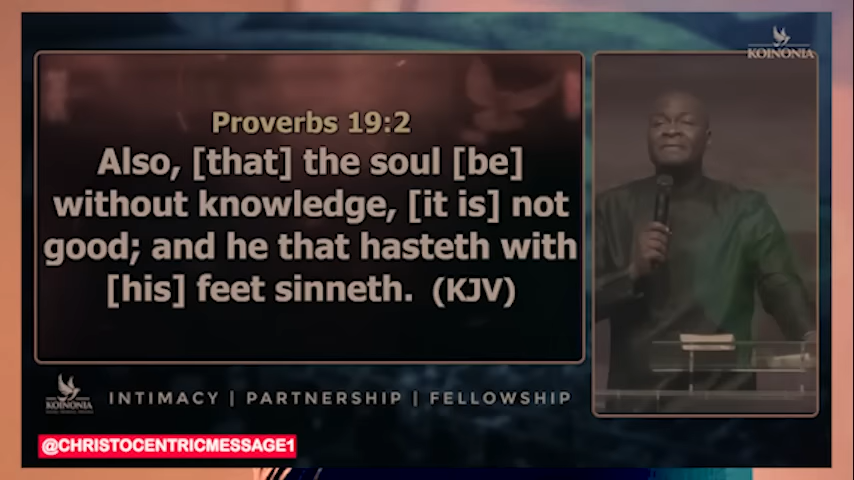 KOINONIA
Proverbs 19:2
Also, [that] the soul [be]
without knowledge, [it is] not
good; and he that hasteth with
[his] feet sinneth. (KJV)
KOINONIA
INTIMACY | PARTNERSHIP | FELLOWSHIP
@CHRISTOCENTRICMESSAGE1